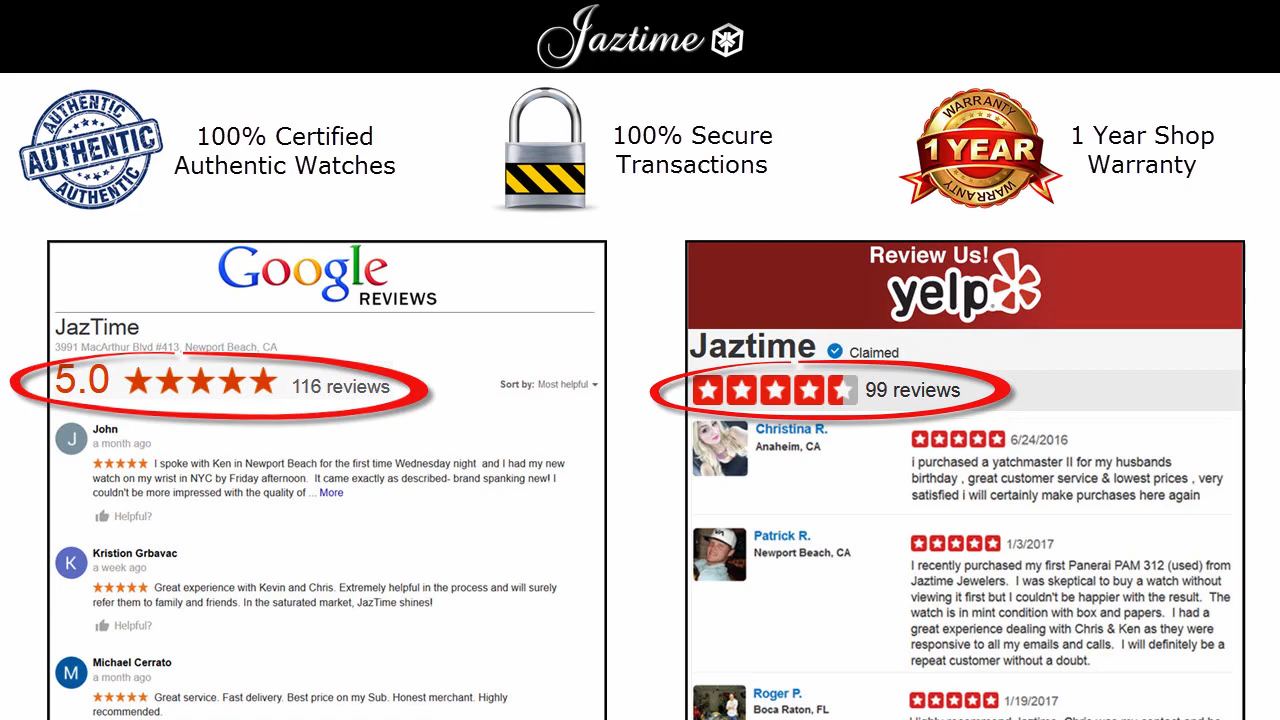 Jaztime
AUTHENTIC
AUTHENTIC
AUTHENTIC
100% Certified
Authentic Watches
100% Secure
Transactions
WARRANTY
1 YEAR
WARRANTY
1 Year Shop
Warranty
Google
REVIEWS
JazTime
3991 MacArthur Blvd #413, Newport Beach, CA
5.0
116 reviews
Sort by: Most helpful
J
John
a month ago
I spoke with Ken in Newport Beach for the first time Wednesday night and I had my new
watch on my wrist in NYC by Friday afternoon. It came exactly as described- brand spanking new! I
couldn't be more impressed with the quality of ... More
Helpful?
K
Kristion Grbavac
a week ago
Great experience with Kevin and Chris. Extremely helpful in the process and will surely
refer them to family and friends. In the saturated market, JazTime shines!
Helpful?
M
Michael Cerrato
a month ago
Great service. Fast delivery. Best price on my Sub. Honest merchant. Highly
recommended.
Review Us!
yelp
Jaztime
Claimed
99 reviews
Christina R.
Anaheim, CA
6/24/2016
i purchased a yatchmaster II for my husbands
birthday , great customer service & lowest prices , very
satisfied i will certainly make purchases here again
Patrick R.
Newport Beach, CA
1/3/2017
I recently purchased my first Panerai PAM 312 (used) from
Jaztime Jewelers. I was skeptical to buy a watch without
viewing it first but I couldn't be happier with the result. The
watch is in mint condition with box and papers. I had a
great experience dealing with Chris & Ken as they were
responsive to all my emails and calls. I will definitely be a
repeat customer without a doubt.
Roger P.
Boca Raton, FL
1/19/2017